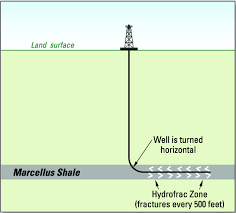 Land surface
Well is turned
horizontal
Marcellus Shale
Hydrofrac Zone
(fractures every 500 feet)